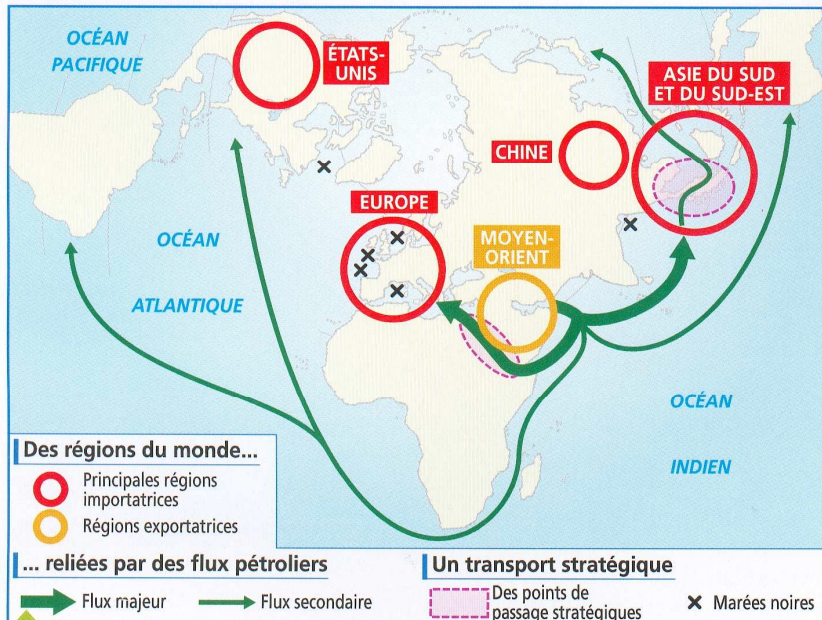 OCÉAN
PACIFIQUE
ÉTATS-
UNIS
ASIE DU SUD
ET DU SUD-EST
CHINE
EUROPE
MOYEN-
ORIENT
OCÉAN
ATLANTIQUE
OCÉAN
INDIEN
Des régions du monde...
Principales régions
importatrices
Régions exportatrices
... reliées par des flux pétroliers
Flux majeur
Flux secondaire
Un transport stratégique
Des points de
passage stratégiques
Marées noires